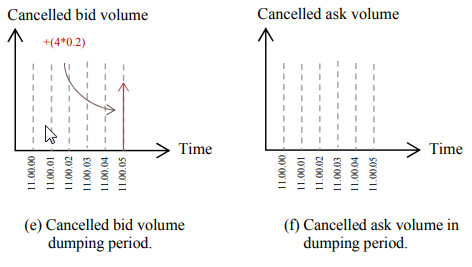 Cancelled bid volume
+(4*0.2)
Time
11.00.00
11.00.01
11.00.02
11.00.03
11.00.04
11.00.05
(e) Cancelled bid volume
dumping period.
Cancelled ask volume
Time
11.00.00
11.00.01
11.00.02
11.00.03
11.00.04
11.00.05
(f) Cancelled ask volume in
dumping period.